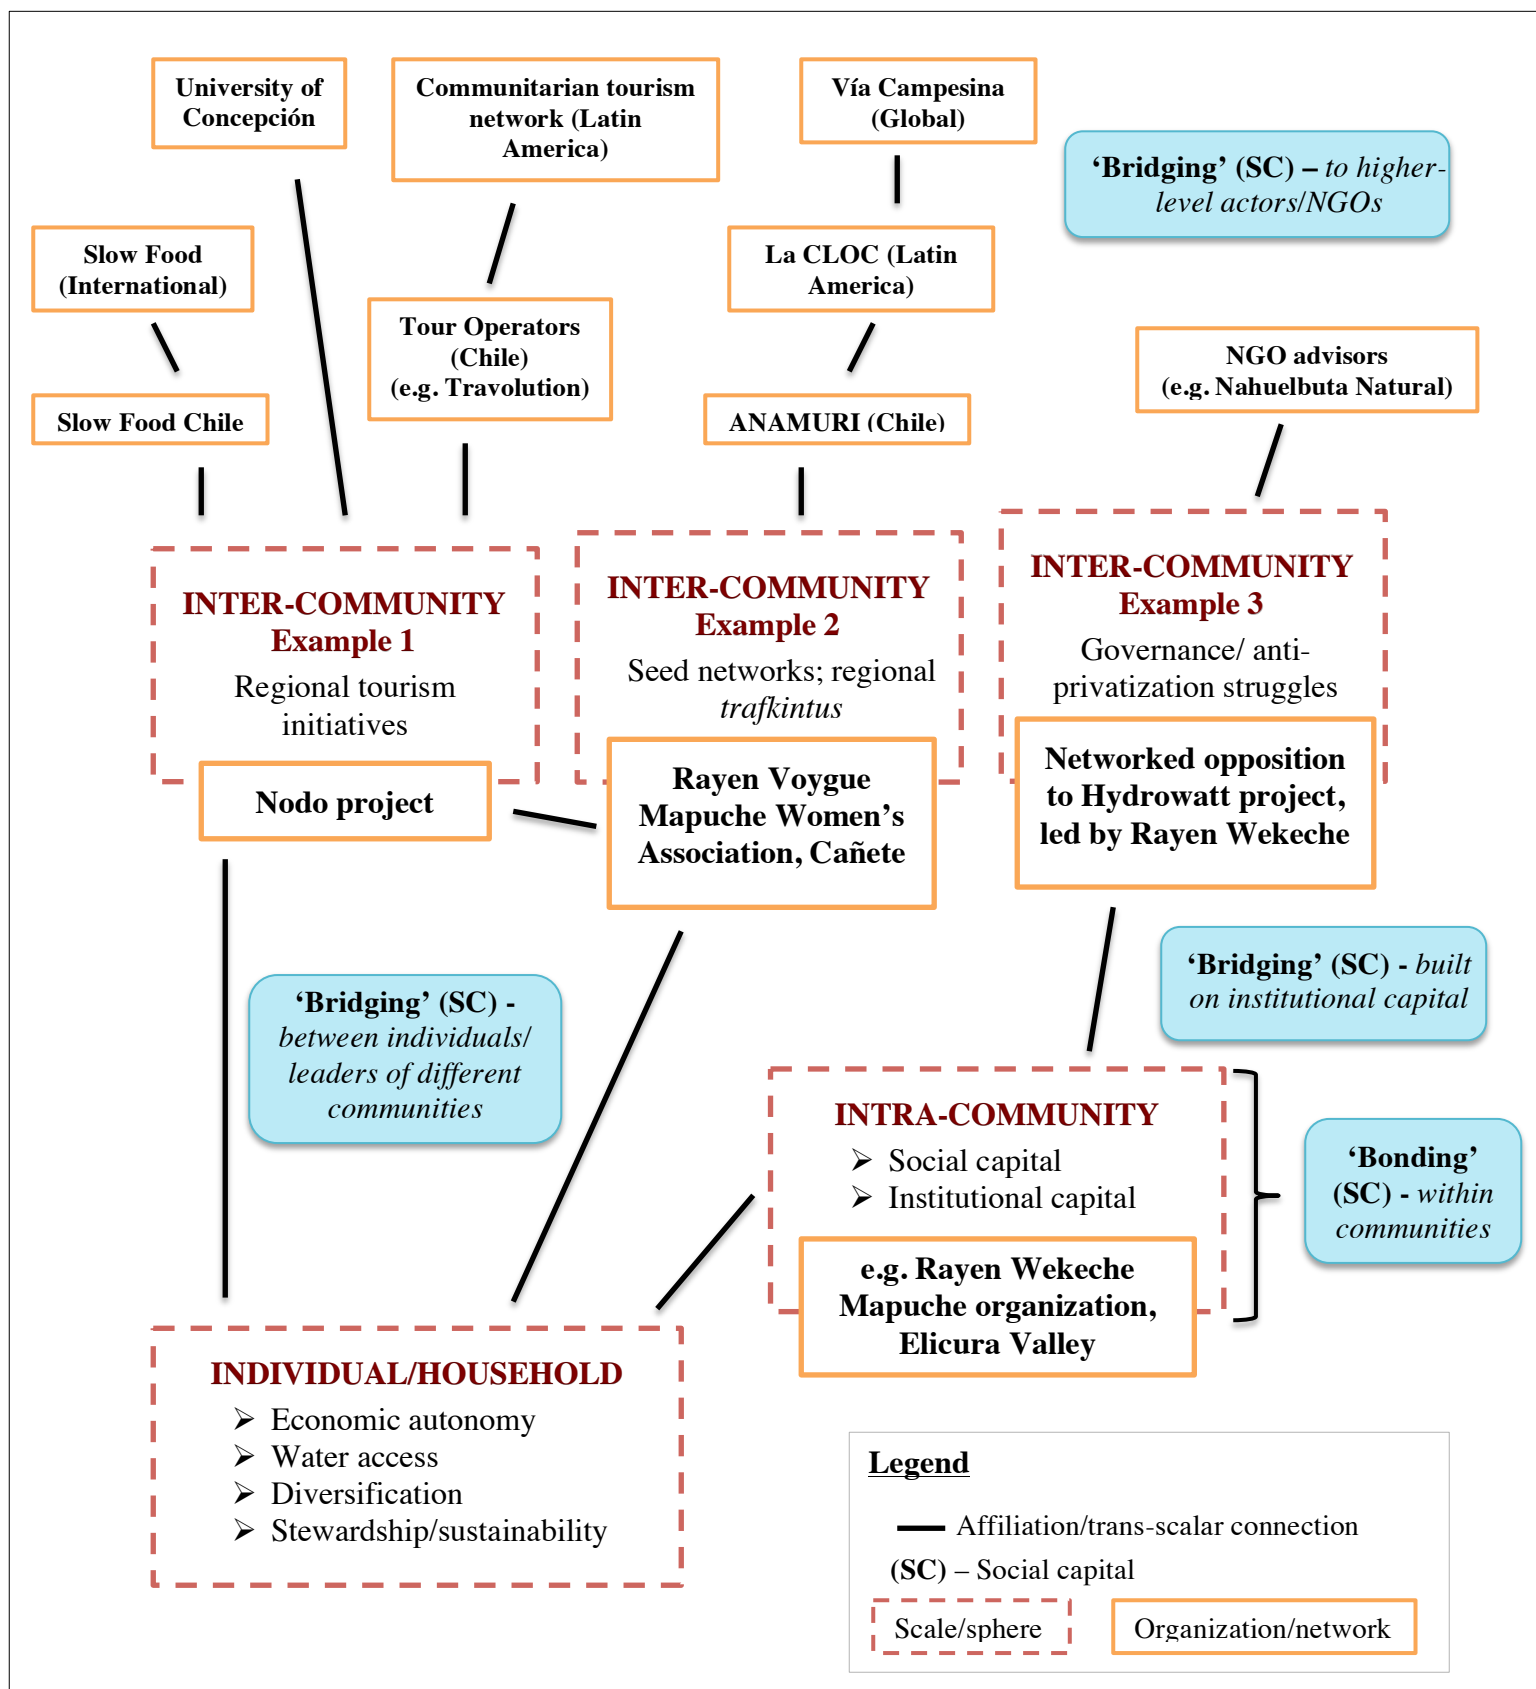 University of
Concepción
Communitarian tourism
network (Latin
America)
Vía Campesina
(Global)
‘Bridging’ (SC) – to higher-
level actors/NGOs
Slow Food
(International)
La CLOC (Latin
America)
Tour Operators
(Chile)
(e.g. Travolution)
NGO advisors
(e.g. Nahuelbuta Natural)
Slow Food Chile
ANAMURI (Chile)
INTER-COMMUNITY
Example 1
Regional tourism
initiatives
Nodo project
INTER-COMMUNITY
Example 2
Seed networks; regional
trafkintus
Rayen Voygue
Mapuche Women’s
Association, Cañete
INTER-COMMUNITY
Example 3
Governance/ anti-
privatization struggles
Networked opposition
to Hydrowatt project,
led by Rayen Wekeche
‘Bridging’ (SC) - built
on institutional capital
‘Bridging’ (SC) -
between individuals/
leaders of different
communities
INTRA-COMMUNITY
➢ Social capital
➢ Institutional capital
e.g. Rayen Wekeche
Mapuche organization,
Elicura Valley
‘Bonding’
(SC) - within
communities
INDIVIDUAL/HOUSEHOLD
➢ Economic autonomy
➢ Water access
➢ Diversification
➢ Stewardship/sustainability
Legend
Affiliation/trans-scalar connection
(SC) – Social capital
Scale/sphere
Organization/network